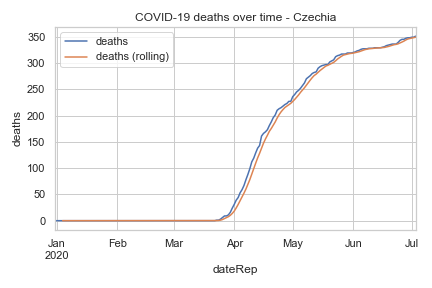 COVID-19 deaths over time - Czechia
deaths
deaths (rolling)
deaths
350
300
250
200
150
100
50
0
Jan Feb Mar Apr May Jun Jul
2020
dateRep